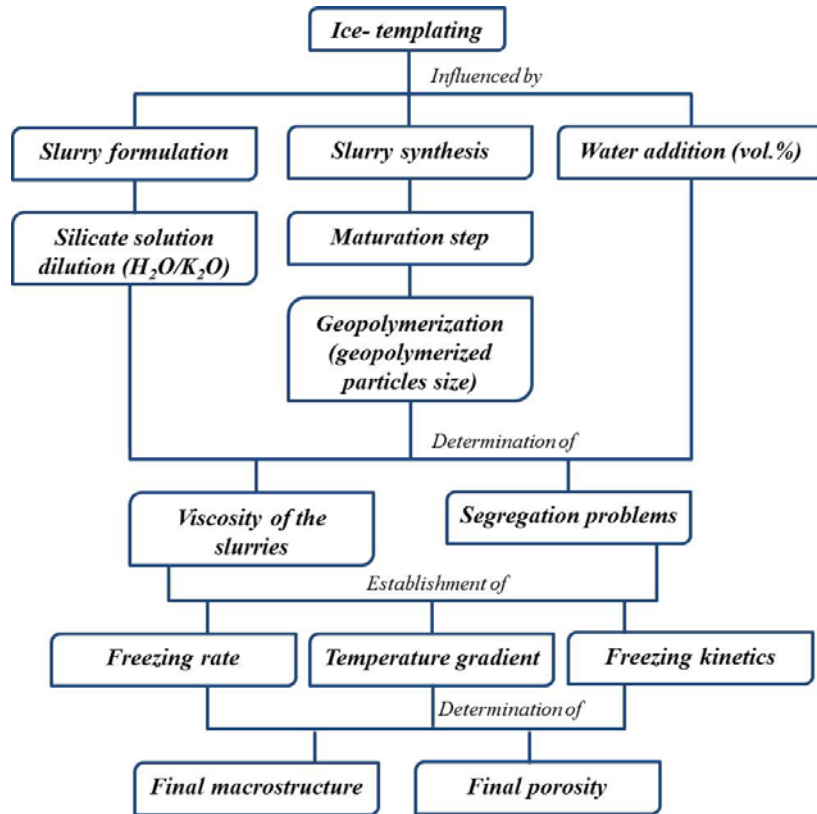 Ice- templating
Influenced by
Slurry formulation
Slurry synthesis
Water addition (vol.%)
Silicate solution
dilution (H₂O/K₂O)
Maturation step
Geopolymerization
(geopolymerized
particles size)
Determination of
Viscosity of the
slurries
Segregation problems
Establishment of
Freezing rate
Temperature gradient
Freezing kinetics
Determination of
Final macrostructure
Final porosity